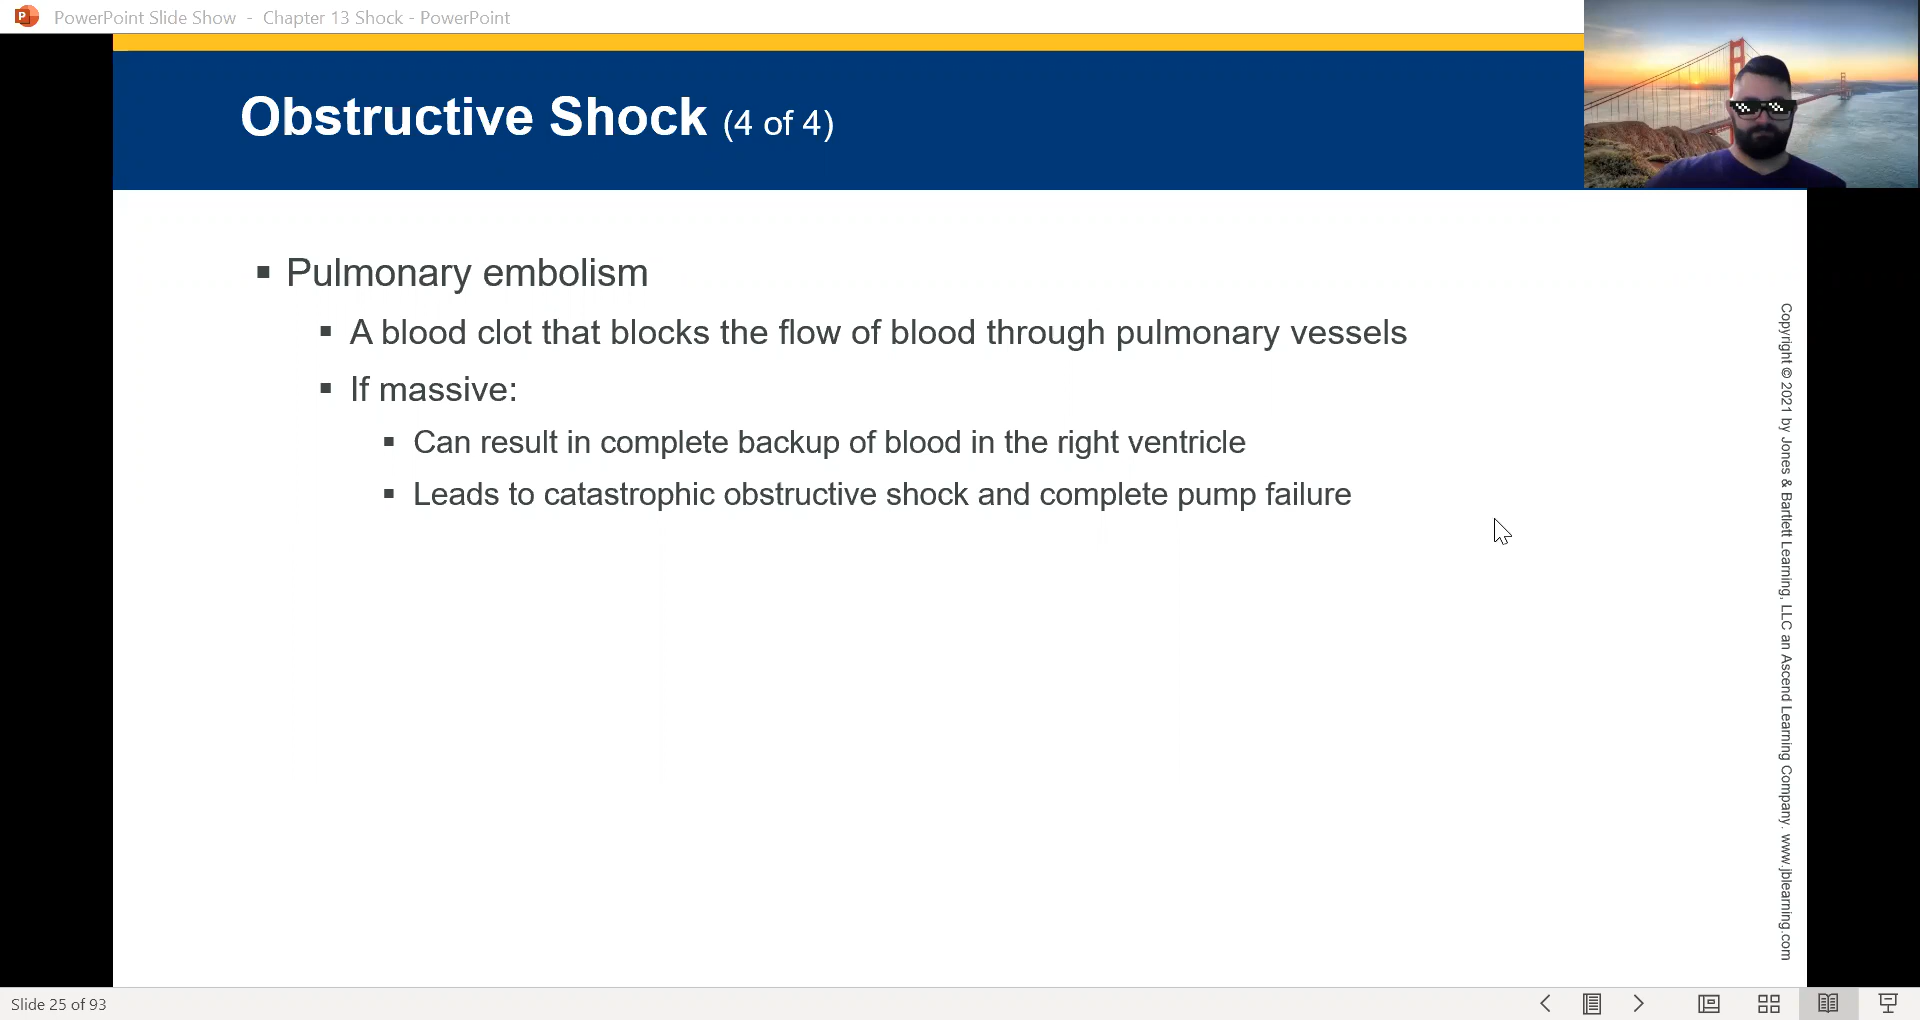 PowerPoint Slide Show - Chapter 13 Shock - PowerPoint
Obstructive Shock (4 of 4)
▪ Pulmonary embolism
▪ A blood clot that blocks the flow of blood through pulmonary vessels
▪ If massive:
▪ Can result in complete backup of blood in the right ventricle
▪ Leads to catastrophic obstructive shock and complete pump failure
Copyright © 2021 by Jones & Bartlett Learning, LLC an Ascend Learning Company. www.jblearning.com
Slide 25 of 93